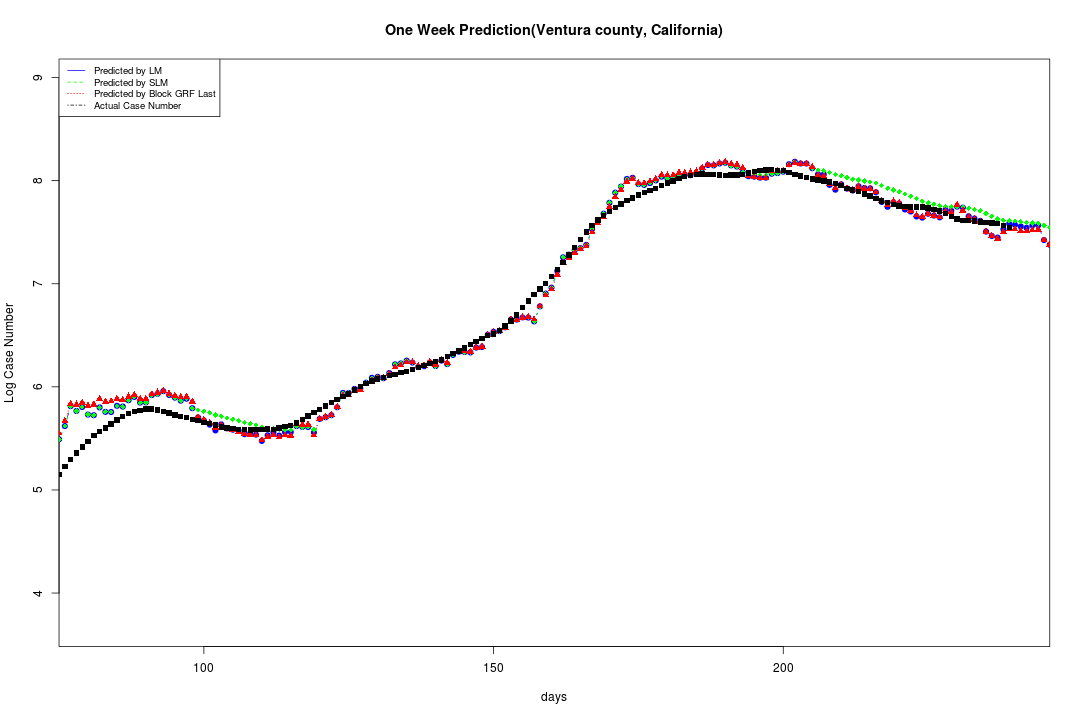 One Week Prediction(Ventura county, California)
Predicted by LM
Predicted by SLM
Predicted by Block GRF Last
Actual Case Number
9
8
7
6
5
4
Log Case Number
100 150 200
days